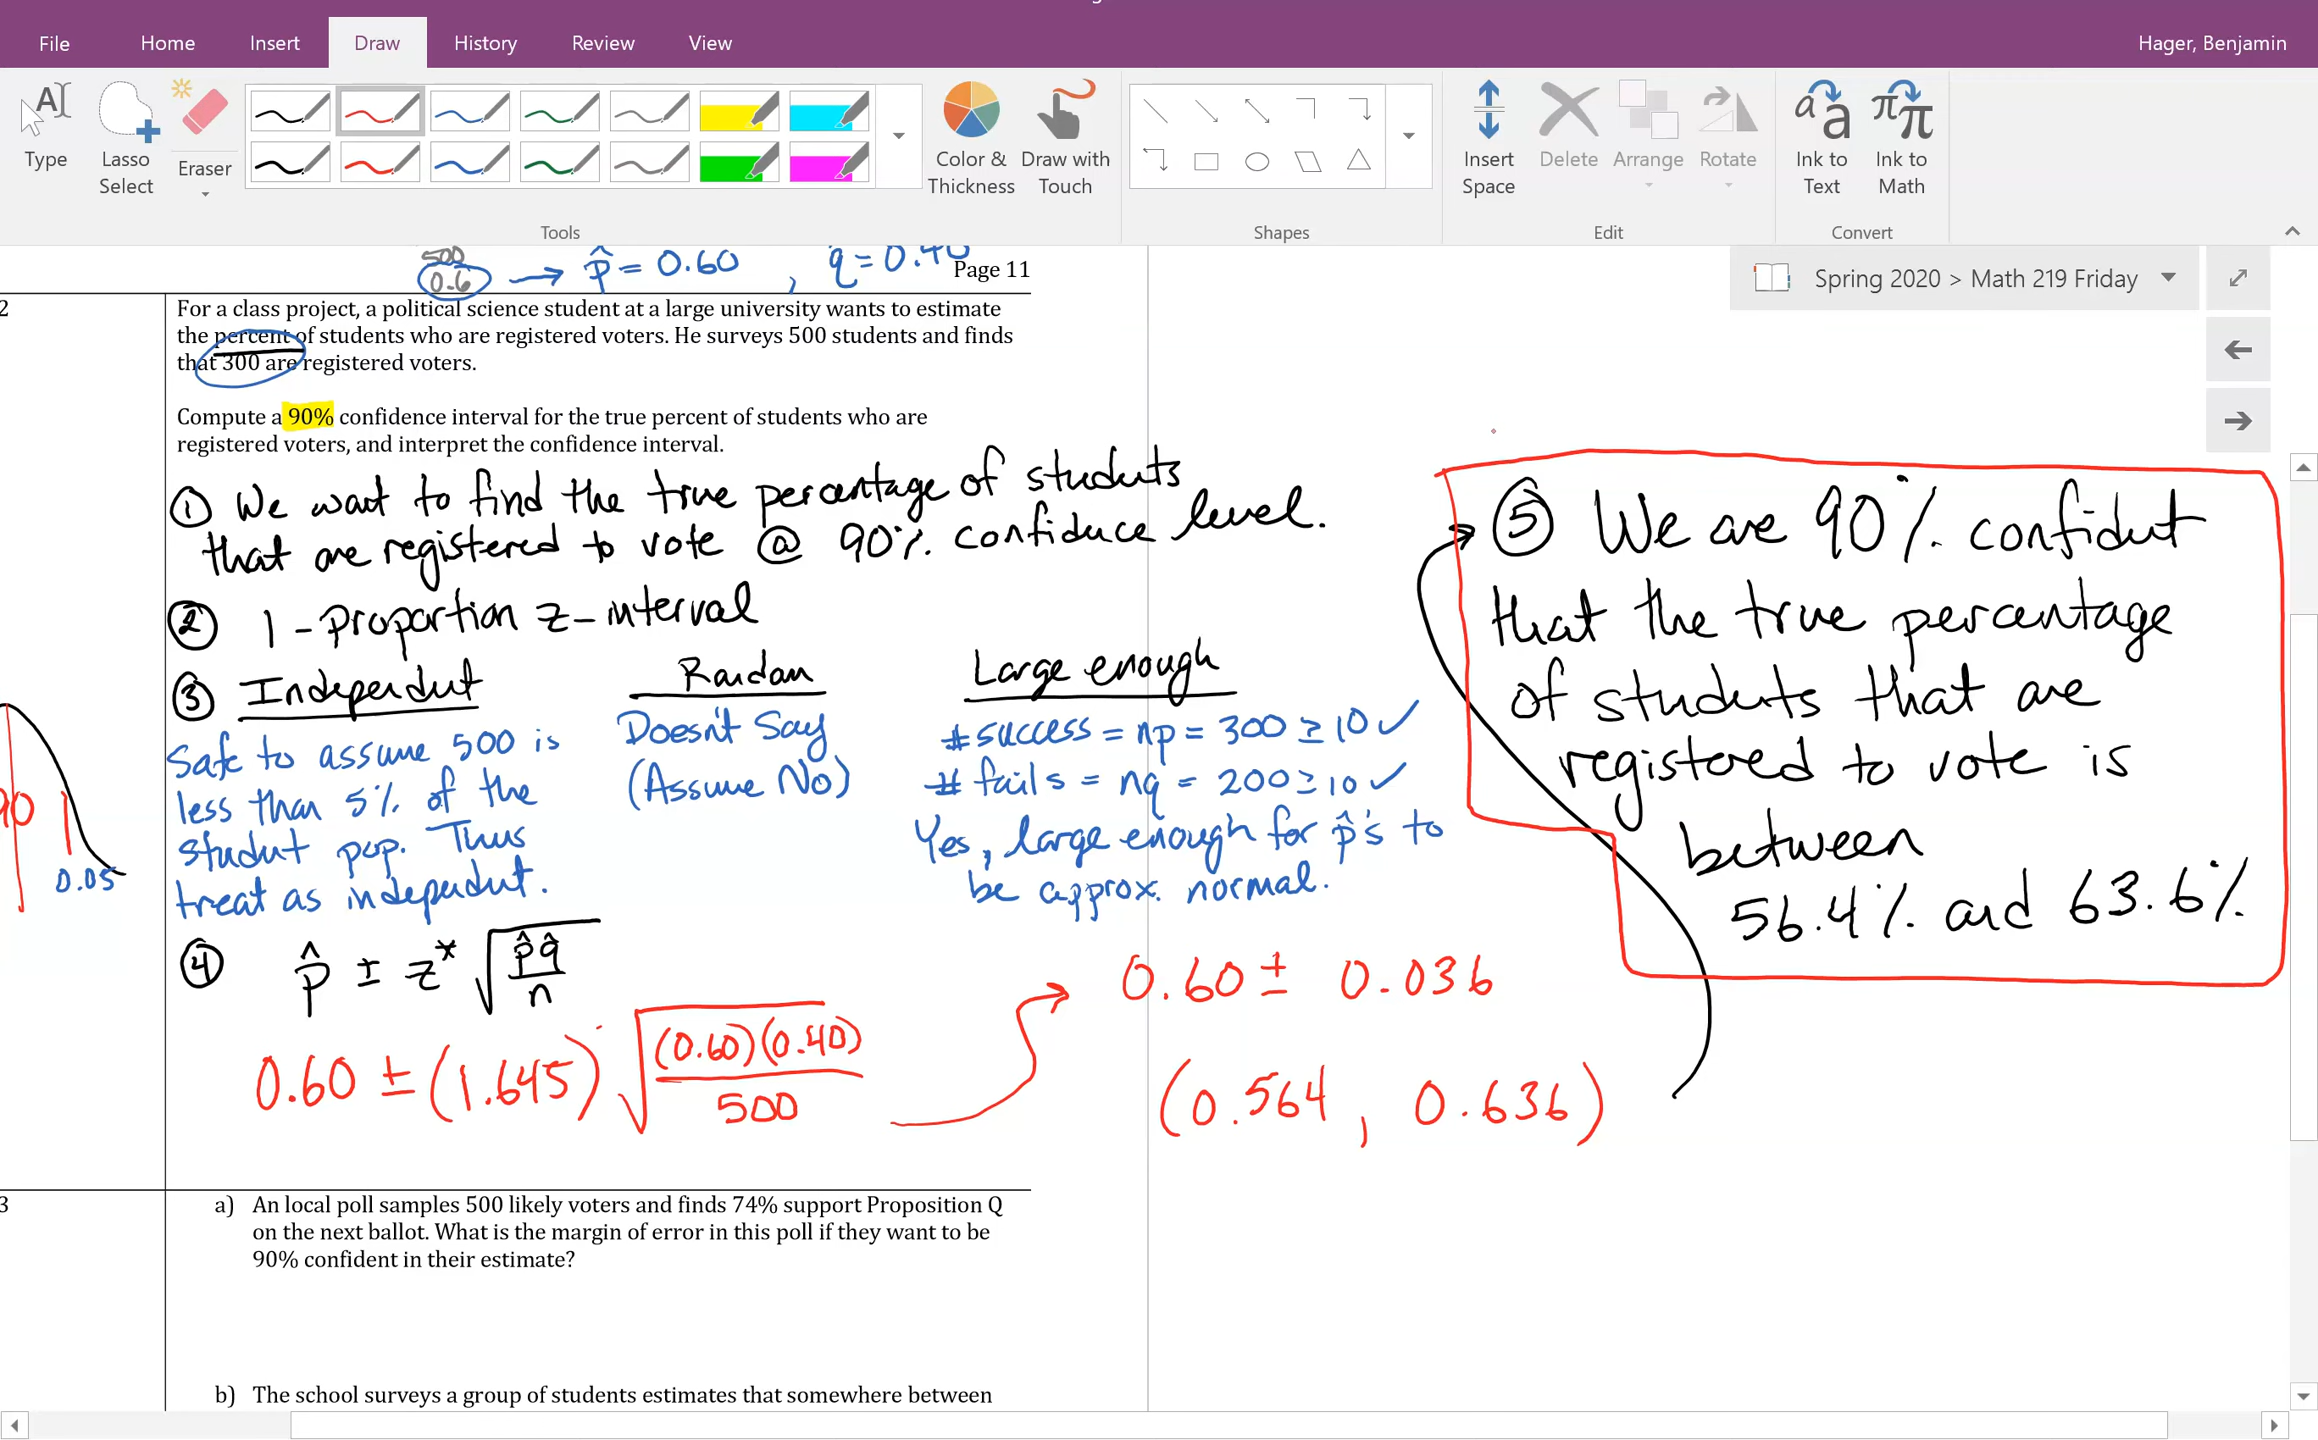 File Home Insert Draw History Review View Hager, Benjamin
Type Lasso Select Eraser Color & Thickness Draw with Touch Insert Space Delete Arrange Rotate Ink to Text Ink to Math
Tools Shapes Edit Convert
Spring 2020 > Math 219 Friday
500
0.6 → p̂ = 0.60 , q̂ = 0.40
Page 11
2
For a class project, a political science student at a large university wants to estimate
the percent of students who are registered voters. He surveys 500 students and finds
that 300 are registered voters.
Compute a 90% confidence interval for the true percent of students who are
registered voters, and interpret the confidence interval.
① We want to find the true percentage of students
that are registered to vote @ 90% confidence level.
② 1-proportion z-interval
③ Independent
Safe to assume 500 is
less than 5% of the
student pop. Thus
treat as independent.
Random
Doesn't Say
(Assume No)
Large enough
# success = np = 300 ≥ 10 ✓
# fails = nq = 200 ≥ 10 ✓
Yes, large enough for p̂'s to
be approx. normal.
90
0.05
④ p̂ ± z* √(p̂q̂/n)
0.60 ± (1.645) √((0.60)(0.40)/500)
0.60 ± 0.036
(0.564, 0.636)
⑤ We are 90% confident
that the true percentage
of students that are
registered to vote is
between
56.4% and 63.6%
3
a) An local poll samples 500 likely voters and finds 74% support Proposition Q
on the next ballot. What is the margin of error in this poll if they want to be
90% confident in their estimate?
b) The school surveys a group of students estimates that somewhere between